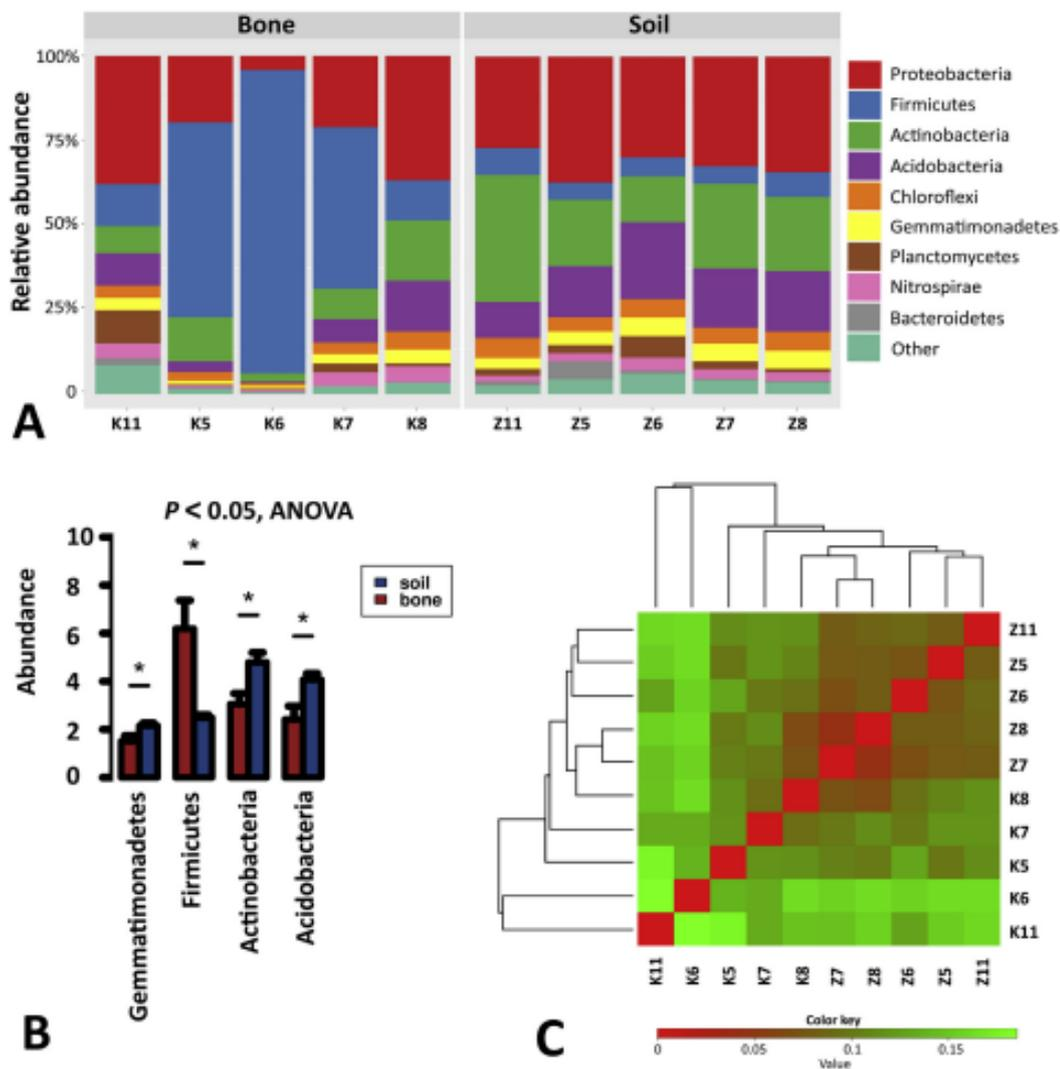 Bone
Soil
Relative abundance
100%
75%
50%
25%
0
K11 K5 K6 K7 K8 Z11 Z5 Z6 Z7 Z8
Proteobacteria
Firmicutes
Actinobacteria
Acidobacteria
Chloroflexi
Gemmatimonadetes
Planctomycetes
Nitrospirae
Bacteroidetes
Other
A
P < 0.05, ANOVA
Abundance
10
8
6
4
2
0
* * * *
soil
bone
Gemmatimonadetes
Firmicutes
Actinobacteria
Acidobacteria
B
Z11
Z5
Z6
Z8
Z7
K8
K7
K5
K6
K11
K11 K6 K5 K7 K8 Z7 Z8 Z6 Z5 Z11
C
Color key
0 0.05 0.1 0.15
Value